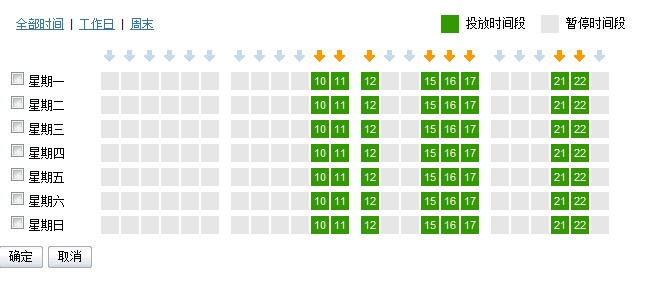 全部时间 | 工作日 | 周末 投放时间段 暂停时间段
星期一 10 11 12 15 16 17 21 22
星期二 10 11 12 15 16 17 21 22
星期三 10 11 12 15 16 17 21 22
星期四 10 11 12 15 16 17 21 22
星期五 10 11 12 15 16 17 21 22
星期六 10 11 12 15 16 17 21 22
星期日 10 11 12 15 16 17 21 22
确定 取消